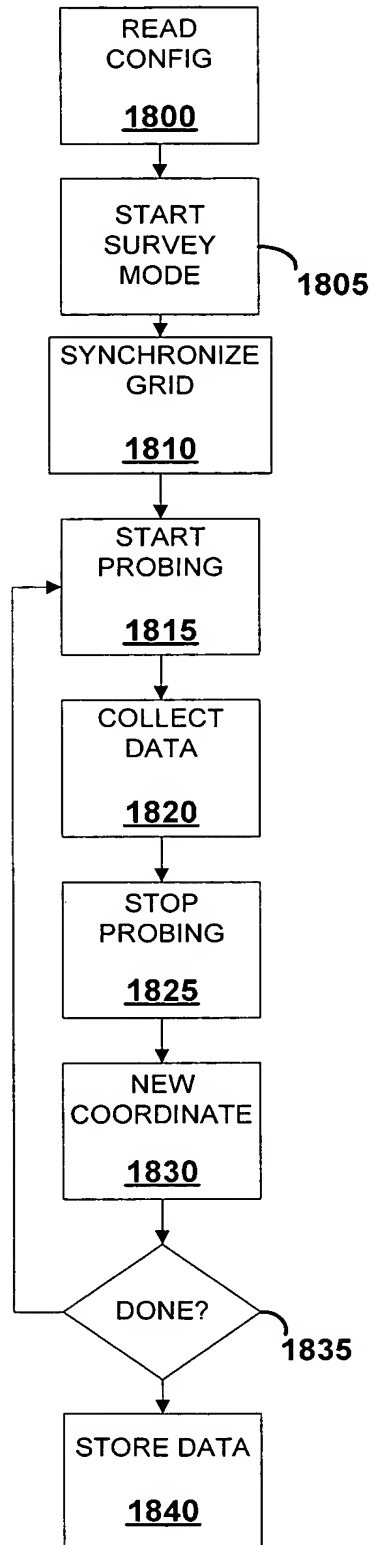 READ
CONFIG
1800
START
SURVEY
MODE
1805
SYNCHRONIZE
GRID
1810
START
PROBING
1815
COLLECT
DATA
1820
STOP
PROBING
1825
NEW
COORDINATE
1830
DONE?
1835
STORE DATA
1840